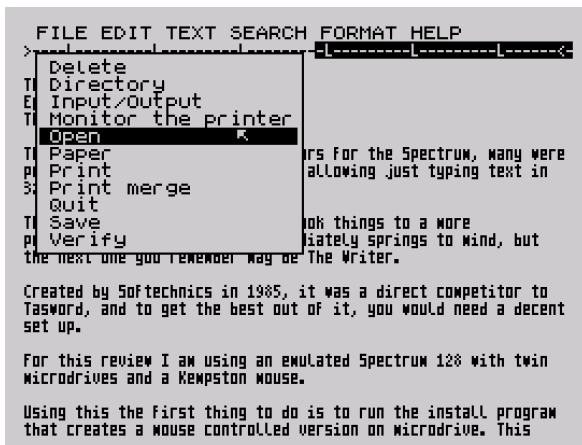 FILE EDIT TEXT SEARCH FORMAT HELP
Delete
Directory
Input/Output
Monitor the printer
Open
Paper
Print
Print merge
Quit
Save
Verify
for the Spectrum, many were
allowing just typing text in
things to a more
springs to mind, but
the next one you remember may be The Writer.
Created by Softechnics in 1985, it was a direct competitor to
Tasword, and to get the best out of it, you would need a decent
set up.
For this review I am using an emulated Spectrum 128 with twin
microdrives and a Kempston mouse.
Using this the first thing to do is to run the install program
that creates a mouse controlled version on microdrive. This